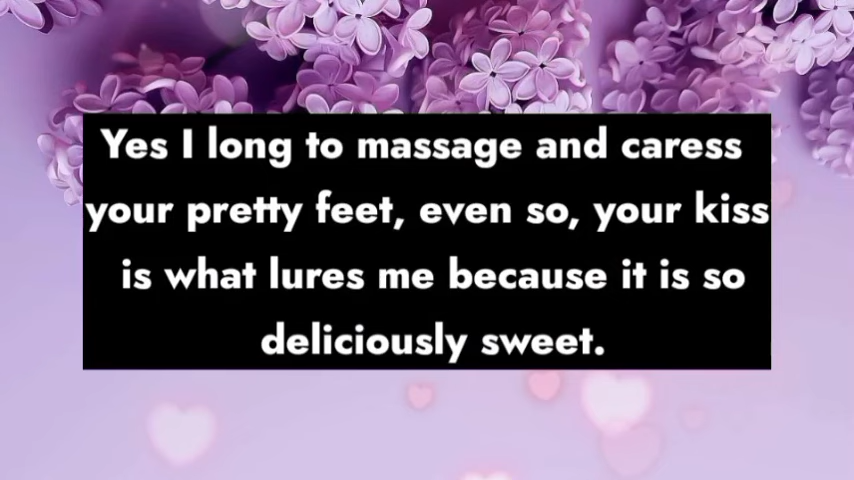 Yes I long to massage and caress
your pretty feet, even so, your kiss
is what lures me because it is so
deliciously sweet.